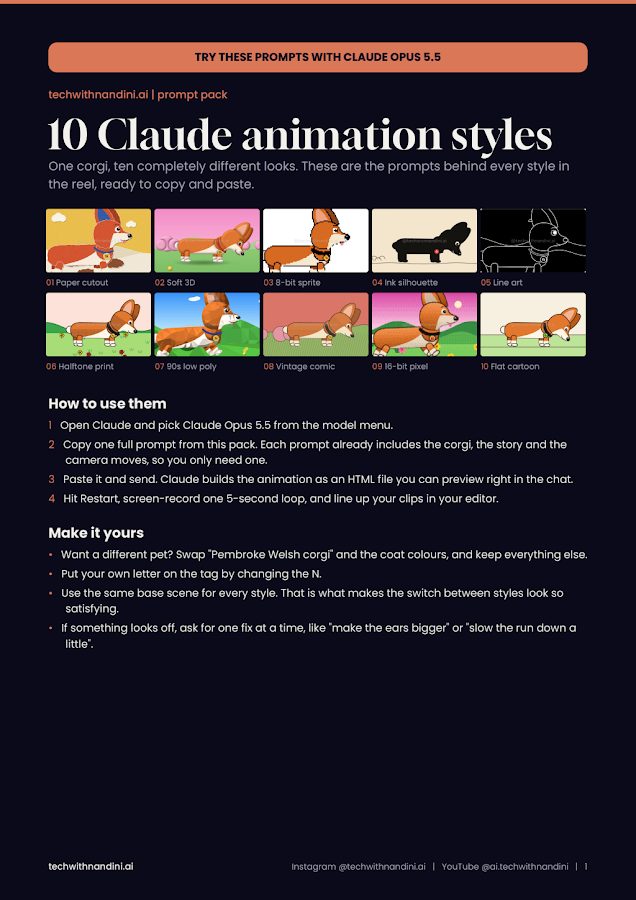 TRY THESE PROMPTS WITH CLAUDE OPUS 5.5
techwithnandini.ai | prompt pack
10 Claude animation styles
One corgi, ten completely different looks. These are the prompts behind every style in
the reel, ready to copy and paste.
01 Paper cutout
02 Soft 3D
03 8-bit sprite
04 Ink silhouette
05 Line art
06 Halftone print
07 90s low poly
08 Vintage comic
09 16-bit pixel
10 Flat cartoon
How to use them
1 Open Claude and pick Claude Opus 5.5 from the model menu.
2 Copy one full prompt from this pack. Each prompt already includes the corgi, the story and the
camera moves, so you only need one.
3 Paste it and send. Claude builds the animation as an HTML file you can preview right in the chat.
4 Hit Restart, screen-record one 5-second loop, and line up your clips in your editor.
Make it yours
• Want a different pet? Swap "Pembroke Welsh corgi" and the coat colours, and keep everything else.
• Put your own letter on the tag by changing the N.
• Use the same base scene for every style. That is what makes the switch between styles look so
satisfying.
• If something looks off, ask for one fix at a time, like "make the ears bigger" or "slow the run down a
little".
techwithnandini.ai
Instagram @techwithnandini.ai | YouTube @ai.techwithnandini | 1